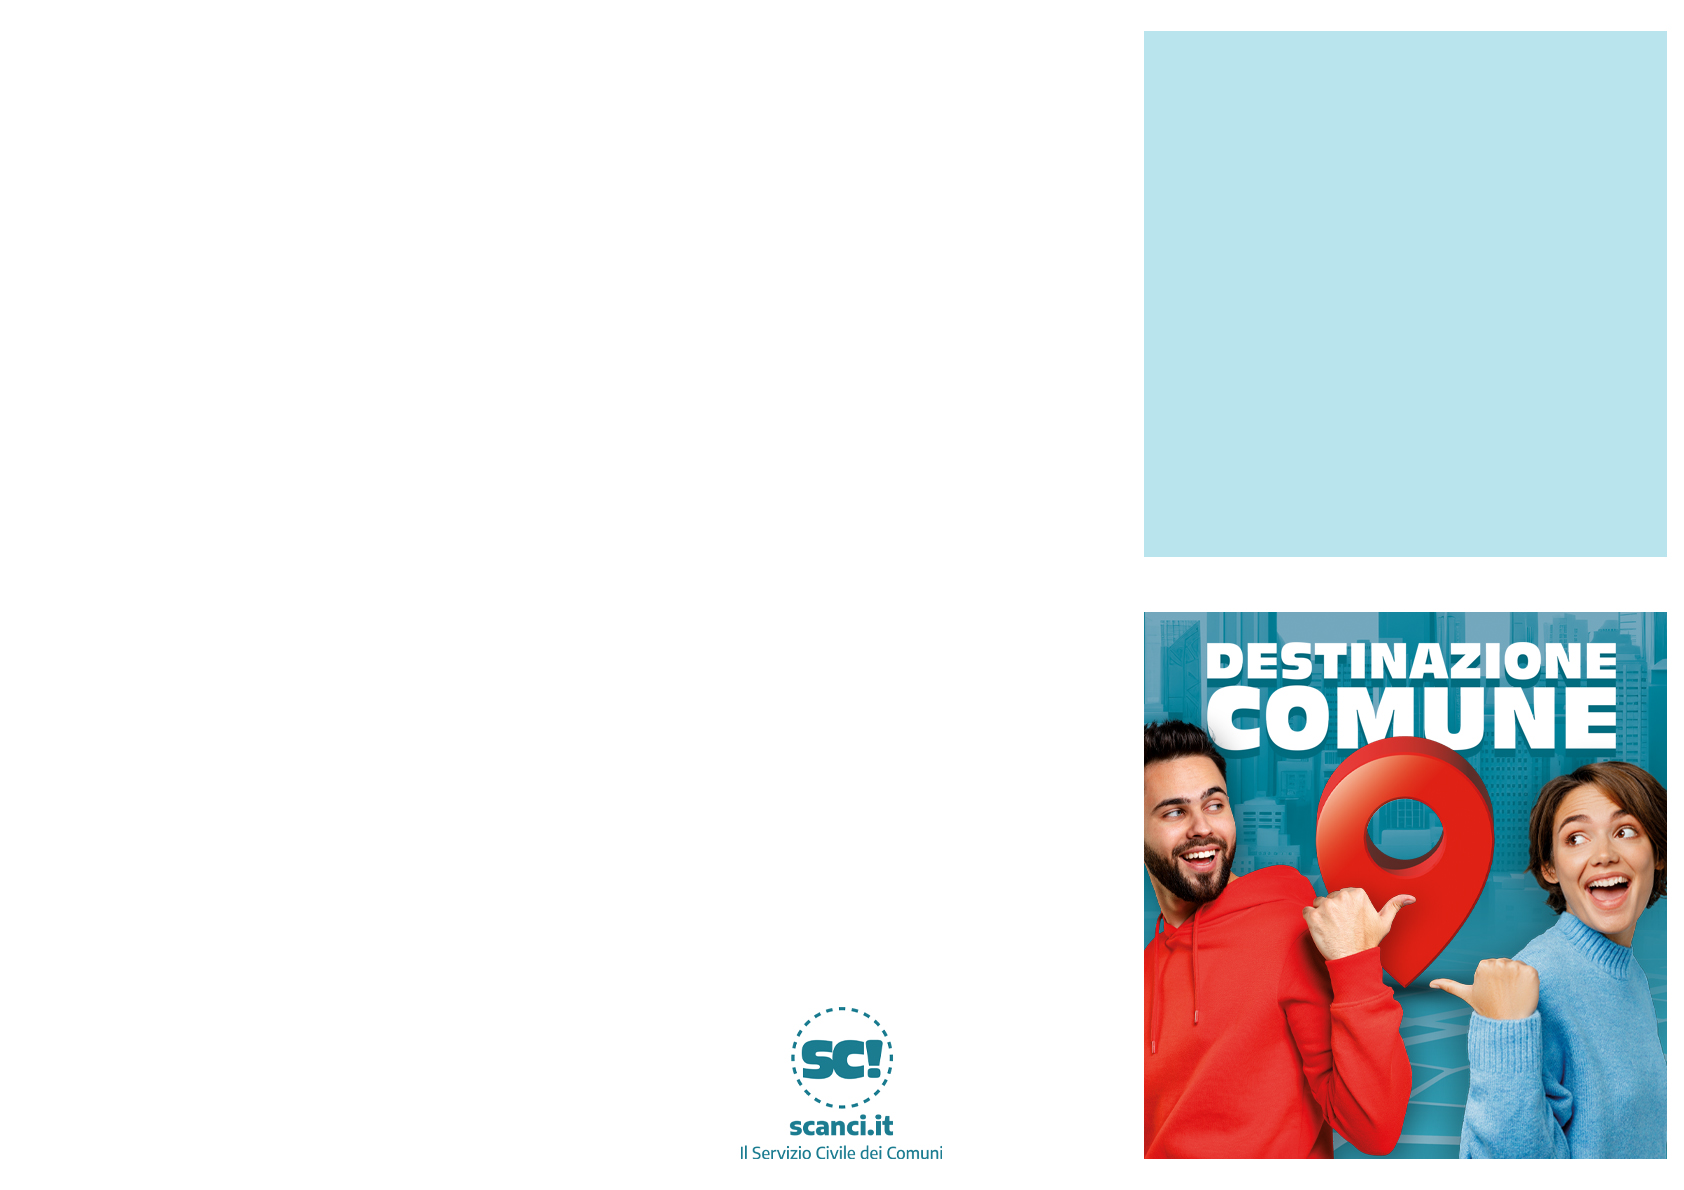 DESTINAZIONE
COMUNE
SC!
scanci.it
Il Servizio Civile dei Comuni